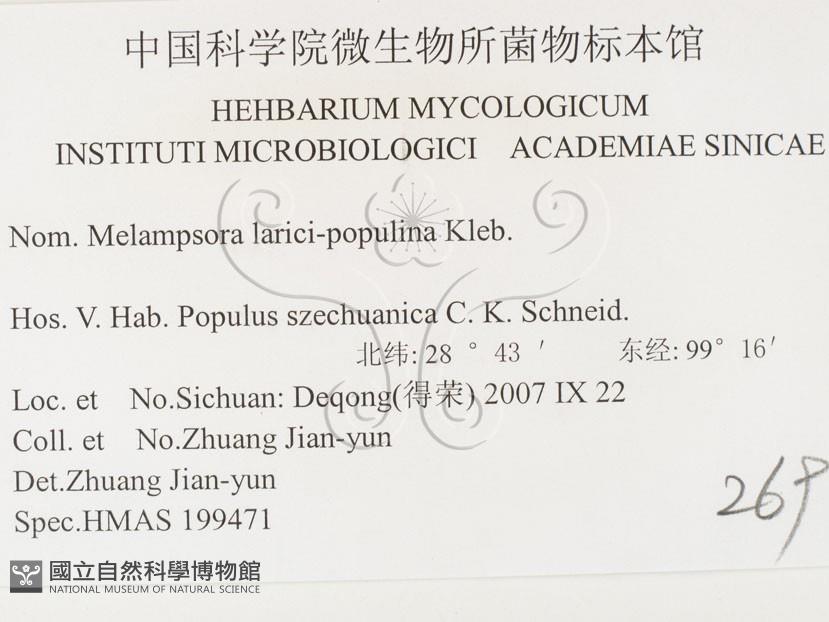 中国科学院微生物所菌物标本馆
HEHBARIUM MYCOLOGICUM
INSTITUTI MICROBIOLOGICI ACADEMIAE SINICAE
Nom. Melampsora larici-populina Kleb.
Hos. V. Hab. Populus szechuanica C. K. Schneid.
北纬: 28 ° 43 ′ 东经: 99° 16′
Loc. et No.Sichuan: Deqong(得荣) 2007 IX 22
Coll. et No.Zhuang Jian-yun
Det.Zhuang Jian-yun
Spec.HMAS 199471
269
國立自然科學博物館
NATIONAL MUSEUM OF NATURAL SCIENCE